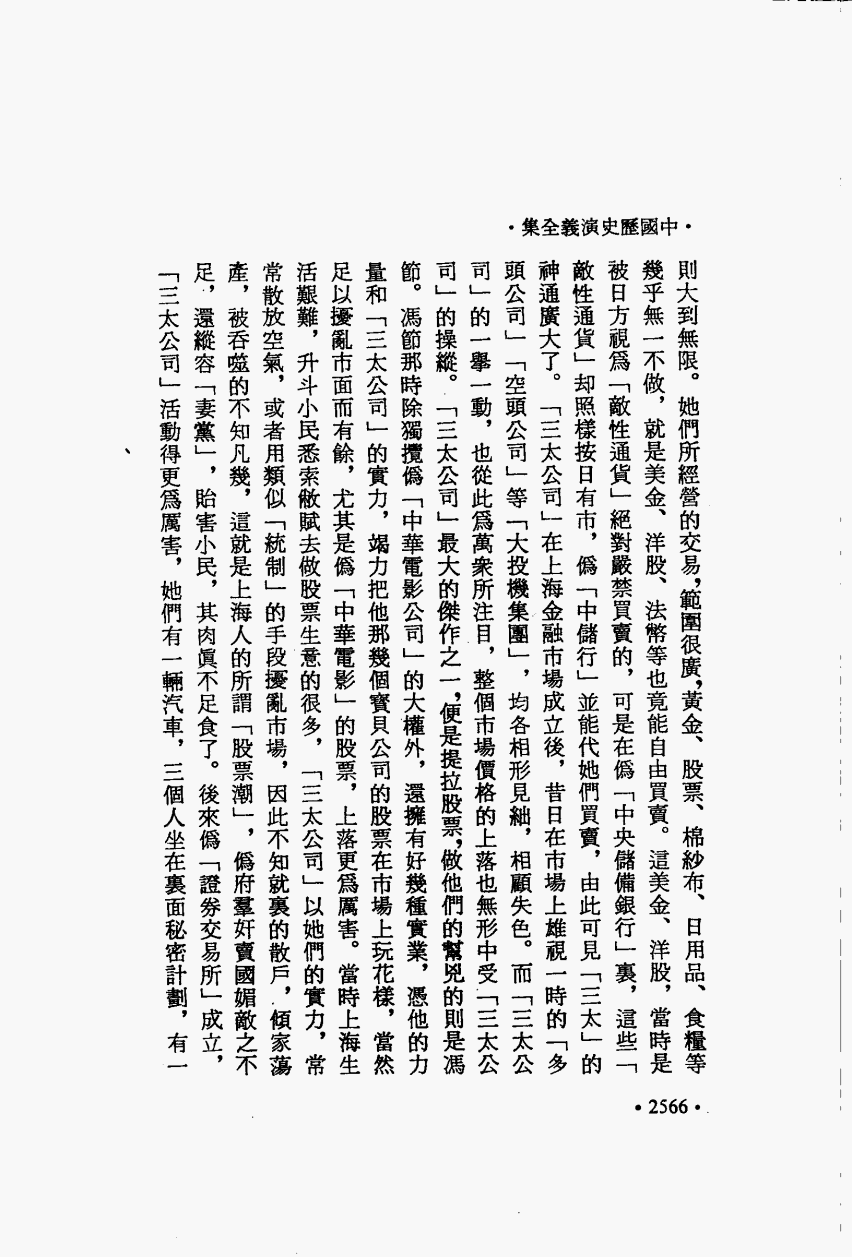 ・中國歷史演義全集・
則大到無限。她們所經營的交易，範圍很廣，黃金、股票、棉紗布、日用品、食糧等
幾乎無一不做，就是美金、洋股、法幣等也竟能自由買賣。這美金、洋股，當時是
被日方視爲「敵性通貨」絕對嚴禁買賣的，可是在僞「中央儲備銀行」裏，這些「
敵性通貨」却照樣按日有市，僞「中儲行」並能代她們買賣，由此可見「三太」的
神通廣大了。「三太公司」在上海金融市場成立後，昔日在市場上雄視一時的「多
頭公司」「空頭公司」等「大投機集團」，均各相形見絀，相顧失色。而「三太公
司」的一舉一動，也從此爲萬衆所注目，整個市場價格的上落也無形中受「三太公
司」的操縱。「三太公司」最大的傑作之一，便是提拉股票，做他們的幫兇的則是馮
節。馮節那時除獨攬僞「中華電影公司」的大權外，還擁有好幾種實業，憑他的力
量和「三太公司」的實力，竭力把他那幾個寶貝公司的股票在市場上玩花樣，當然
足以擾亂市面而有餘，尤其是僞「中華電影」的股票，上落更爲厲害。當時上海生
活艱難，升斗小民悉索敝賦去做股票生意的很多，「三太公司」以她們的實力，常
常散放空氣，或者用類似「統制」的手段擾亂市場，因此不知就裏的散戶，傾家蕩
產，被吞噬的不知凡幾，這就是上海人的所謂「股票潮」，僞府羣奸賣國媚敵之不
足，還縱容「妻黨」，貽害小民，其肉眞不足食了。後來僞「證券交易所」成立，
「三太公司」活動得更爲厲害，她們有一輛汽車，三個人坐在裏面秘密計劃，有一
・2566・